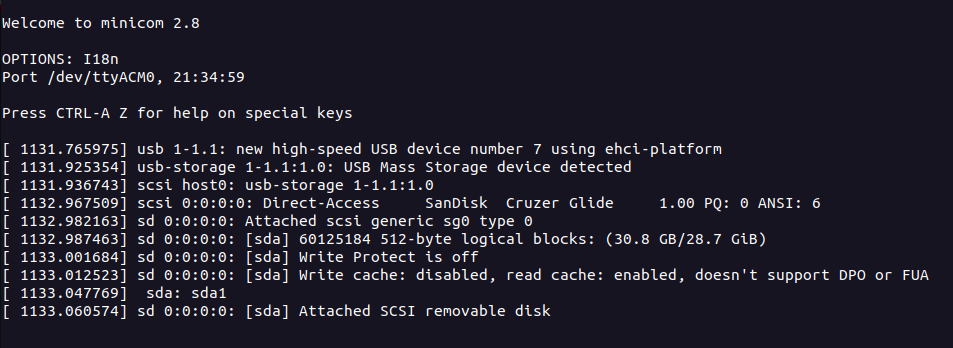 Welcome to minicom 2.8
OPTIONS: I18n
Port /dev/ttyACM0, 21:34:59
Press CTRL-A Z for help on special keys
[ 1131.765975] usb 1-1.1: new high-speed USB device number 7 using ehci-platform
[ 1131.925354] usb-storage 1-1.1:1.0: USB Mass Storage device detected
[ 1131.936743] scsi host0: usb-storage 1-1.1:1.0
[ 1132.967509] scsi 0:0:0:0: Direct-Access     SanDisk  Cruzer Glide     1.00 PQ: 0 ANSI: 6
[ 1132.982163] sd 0:0:0:0: Attached scsi generic sg0 type 0
[ 1132.987463] sd 0:0:0:0: [sda] 60125184 512-byte logical blocks: (30.8 GB/28.7 GiB)
[ 1133.001684] sd 0:0:0:0: [sda] Write Protect is off
[ 1133.012523] sd 0:0:0:0: [sda] Write cache: disabled, read cache: enabled, doesn't support DPO or FUA
[ 1133.047769]  sda: sda1
[ 1133.060574] sd 0:0:0:0: [sda] Attached SCSI removable disk